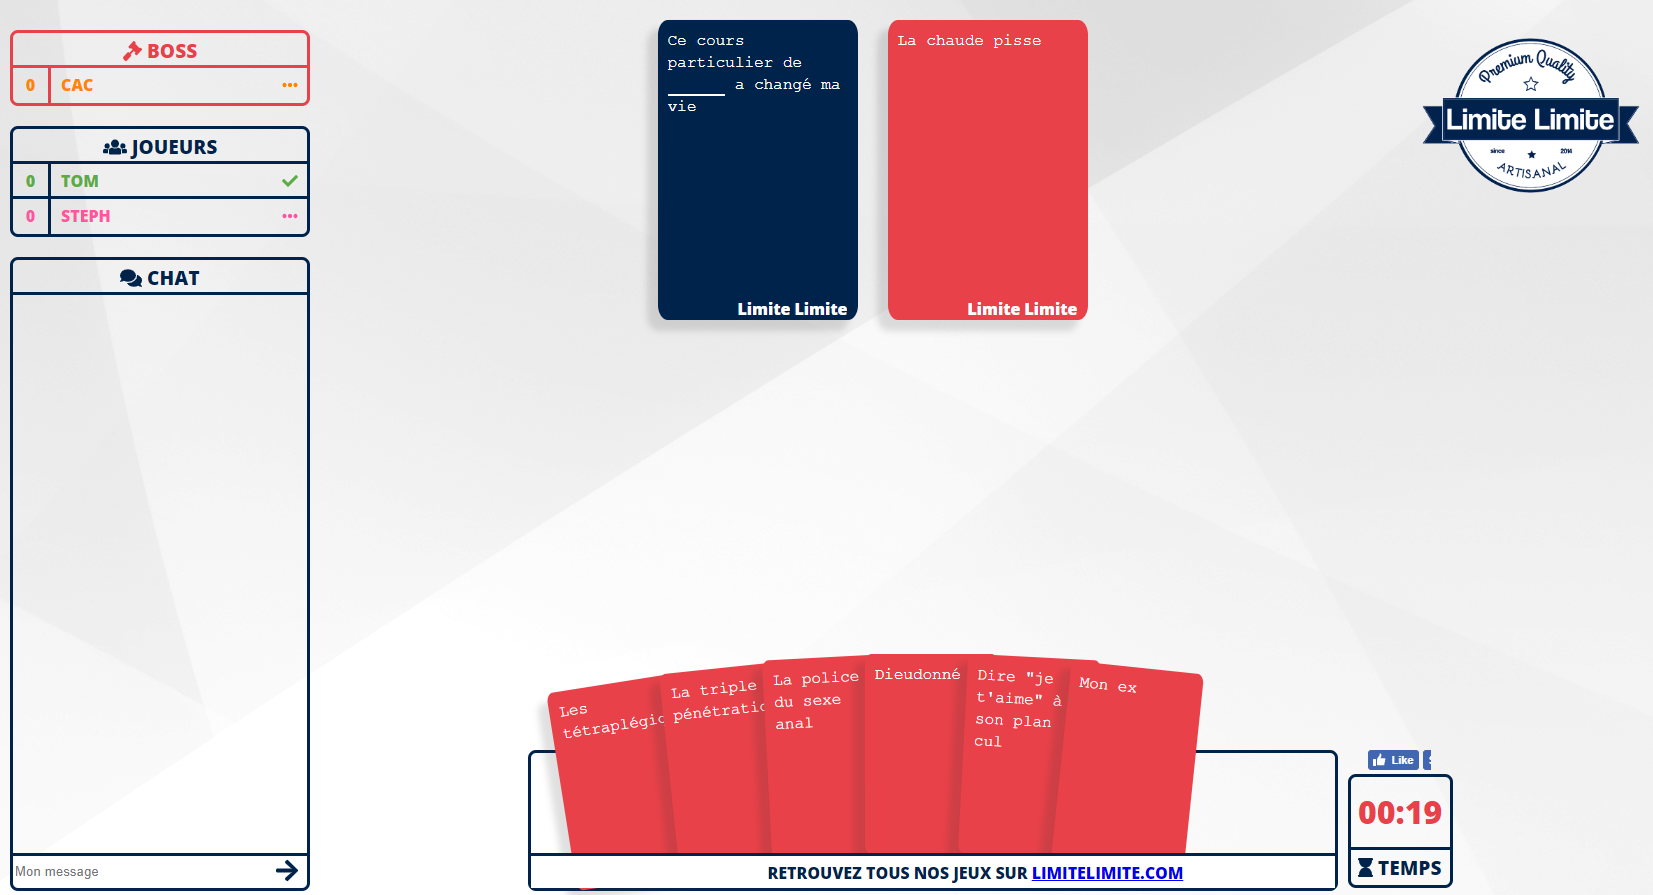 BOSS
0 CAC
JOUEURS
0 TOM
0 STEPH
CHAT
Mon message
Ce cours
particulier de
______ a changé ma
vie
Limite Limite
La chaude pisse
Limite Limite
Premium Quality
Limite Limite
since 2014
ARTISANAL
Les
La triple
La police
du sexe
anal
Dieudonné
Dire "je
t'aime" à
son plan
cul
Mon ex
RETROUVEZ TOUS NOS JEUX SUR LIMITELIMITE.COM
Like
00:19
TEMPS